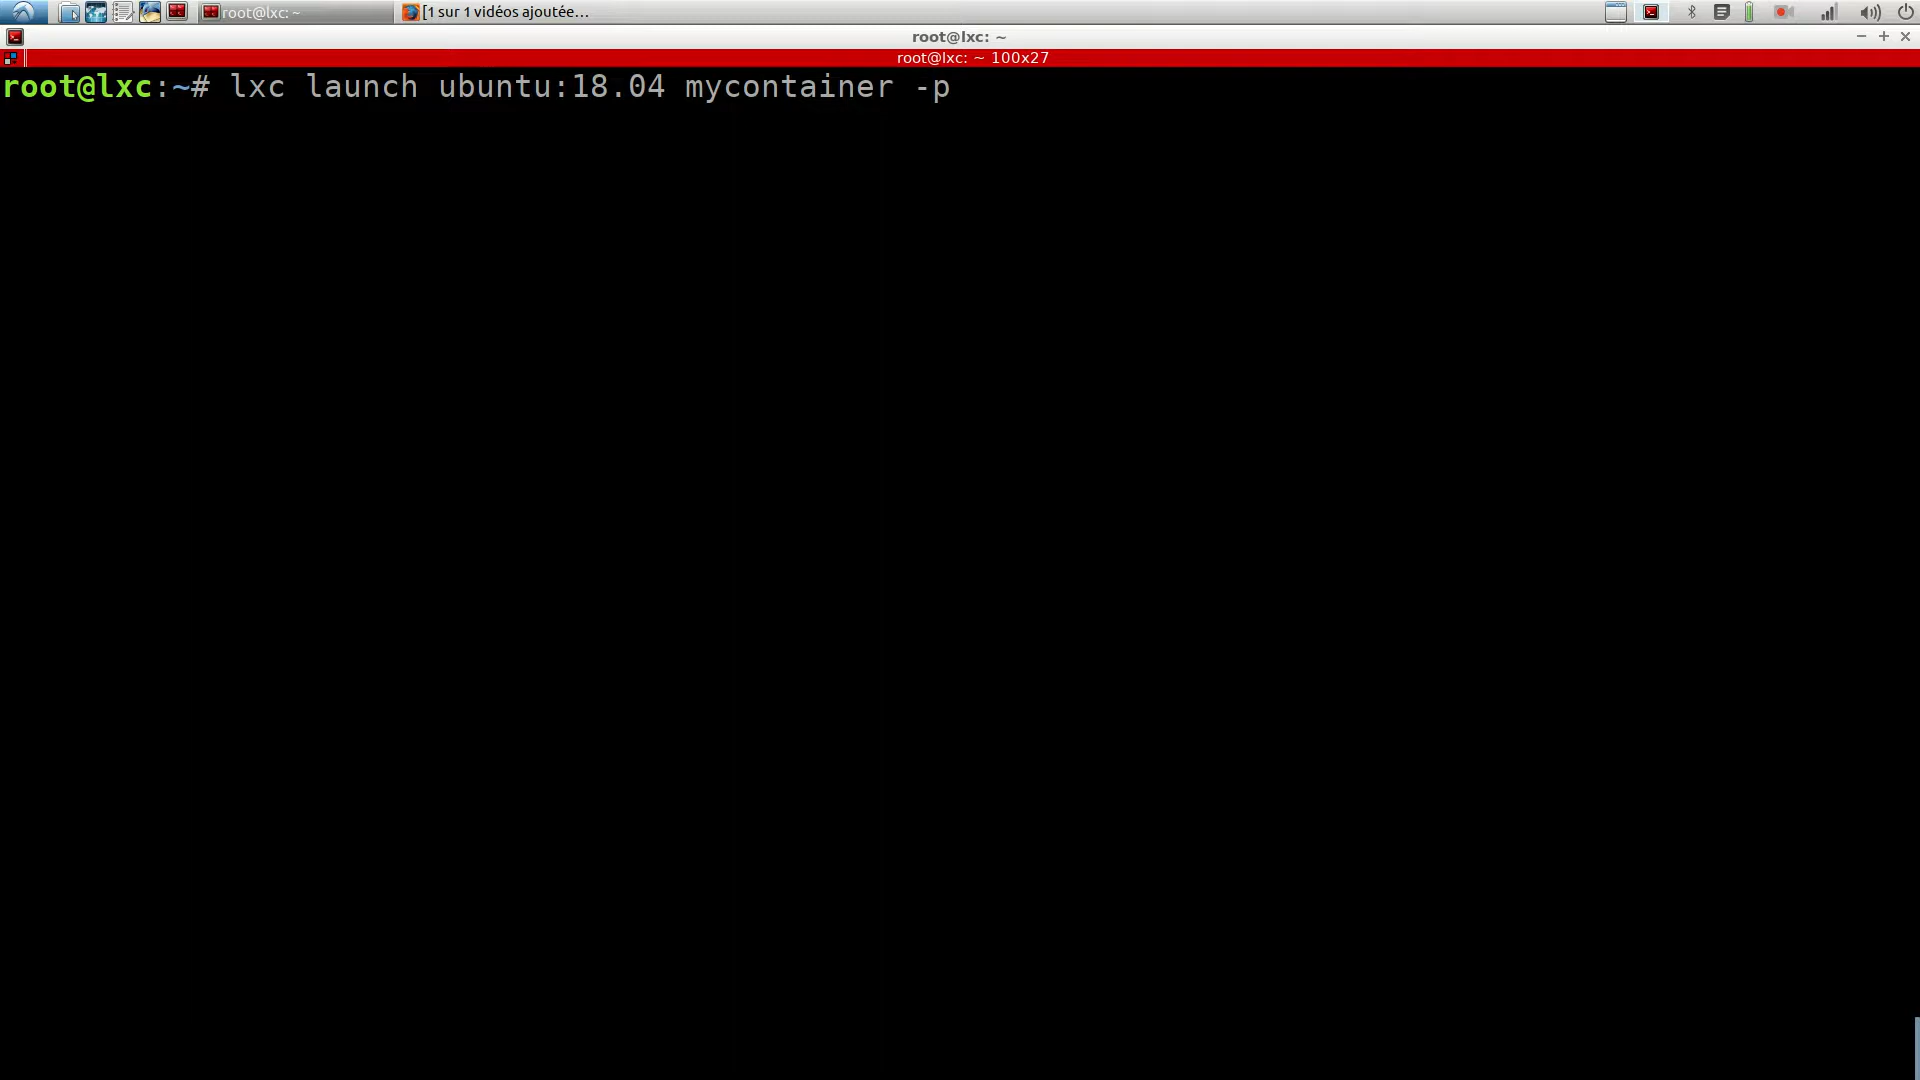 root@lxc: ~
[1 sur 1 vidéos ajoutée...
root@lxc: ~
root@lxc: ~ 100x27
root@lxc:~# lxc launch ubuntu:18.04 mycontainer -p